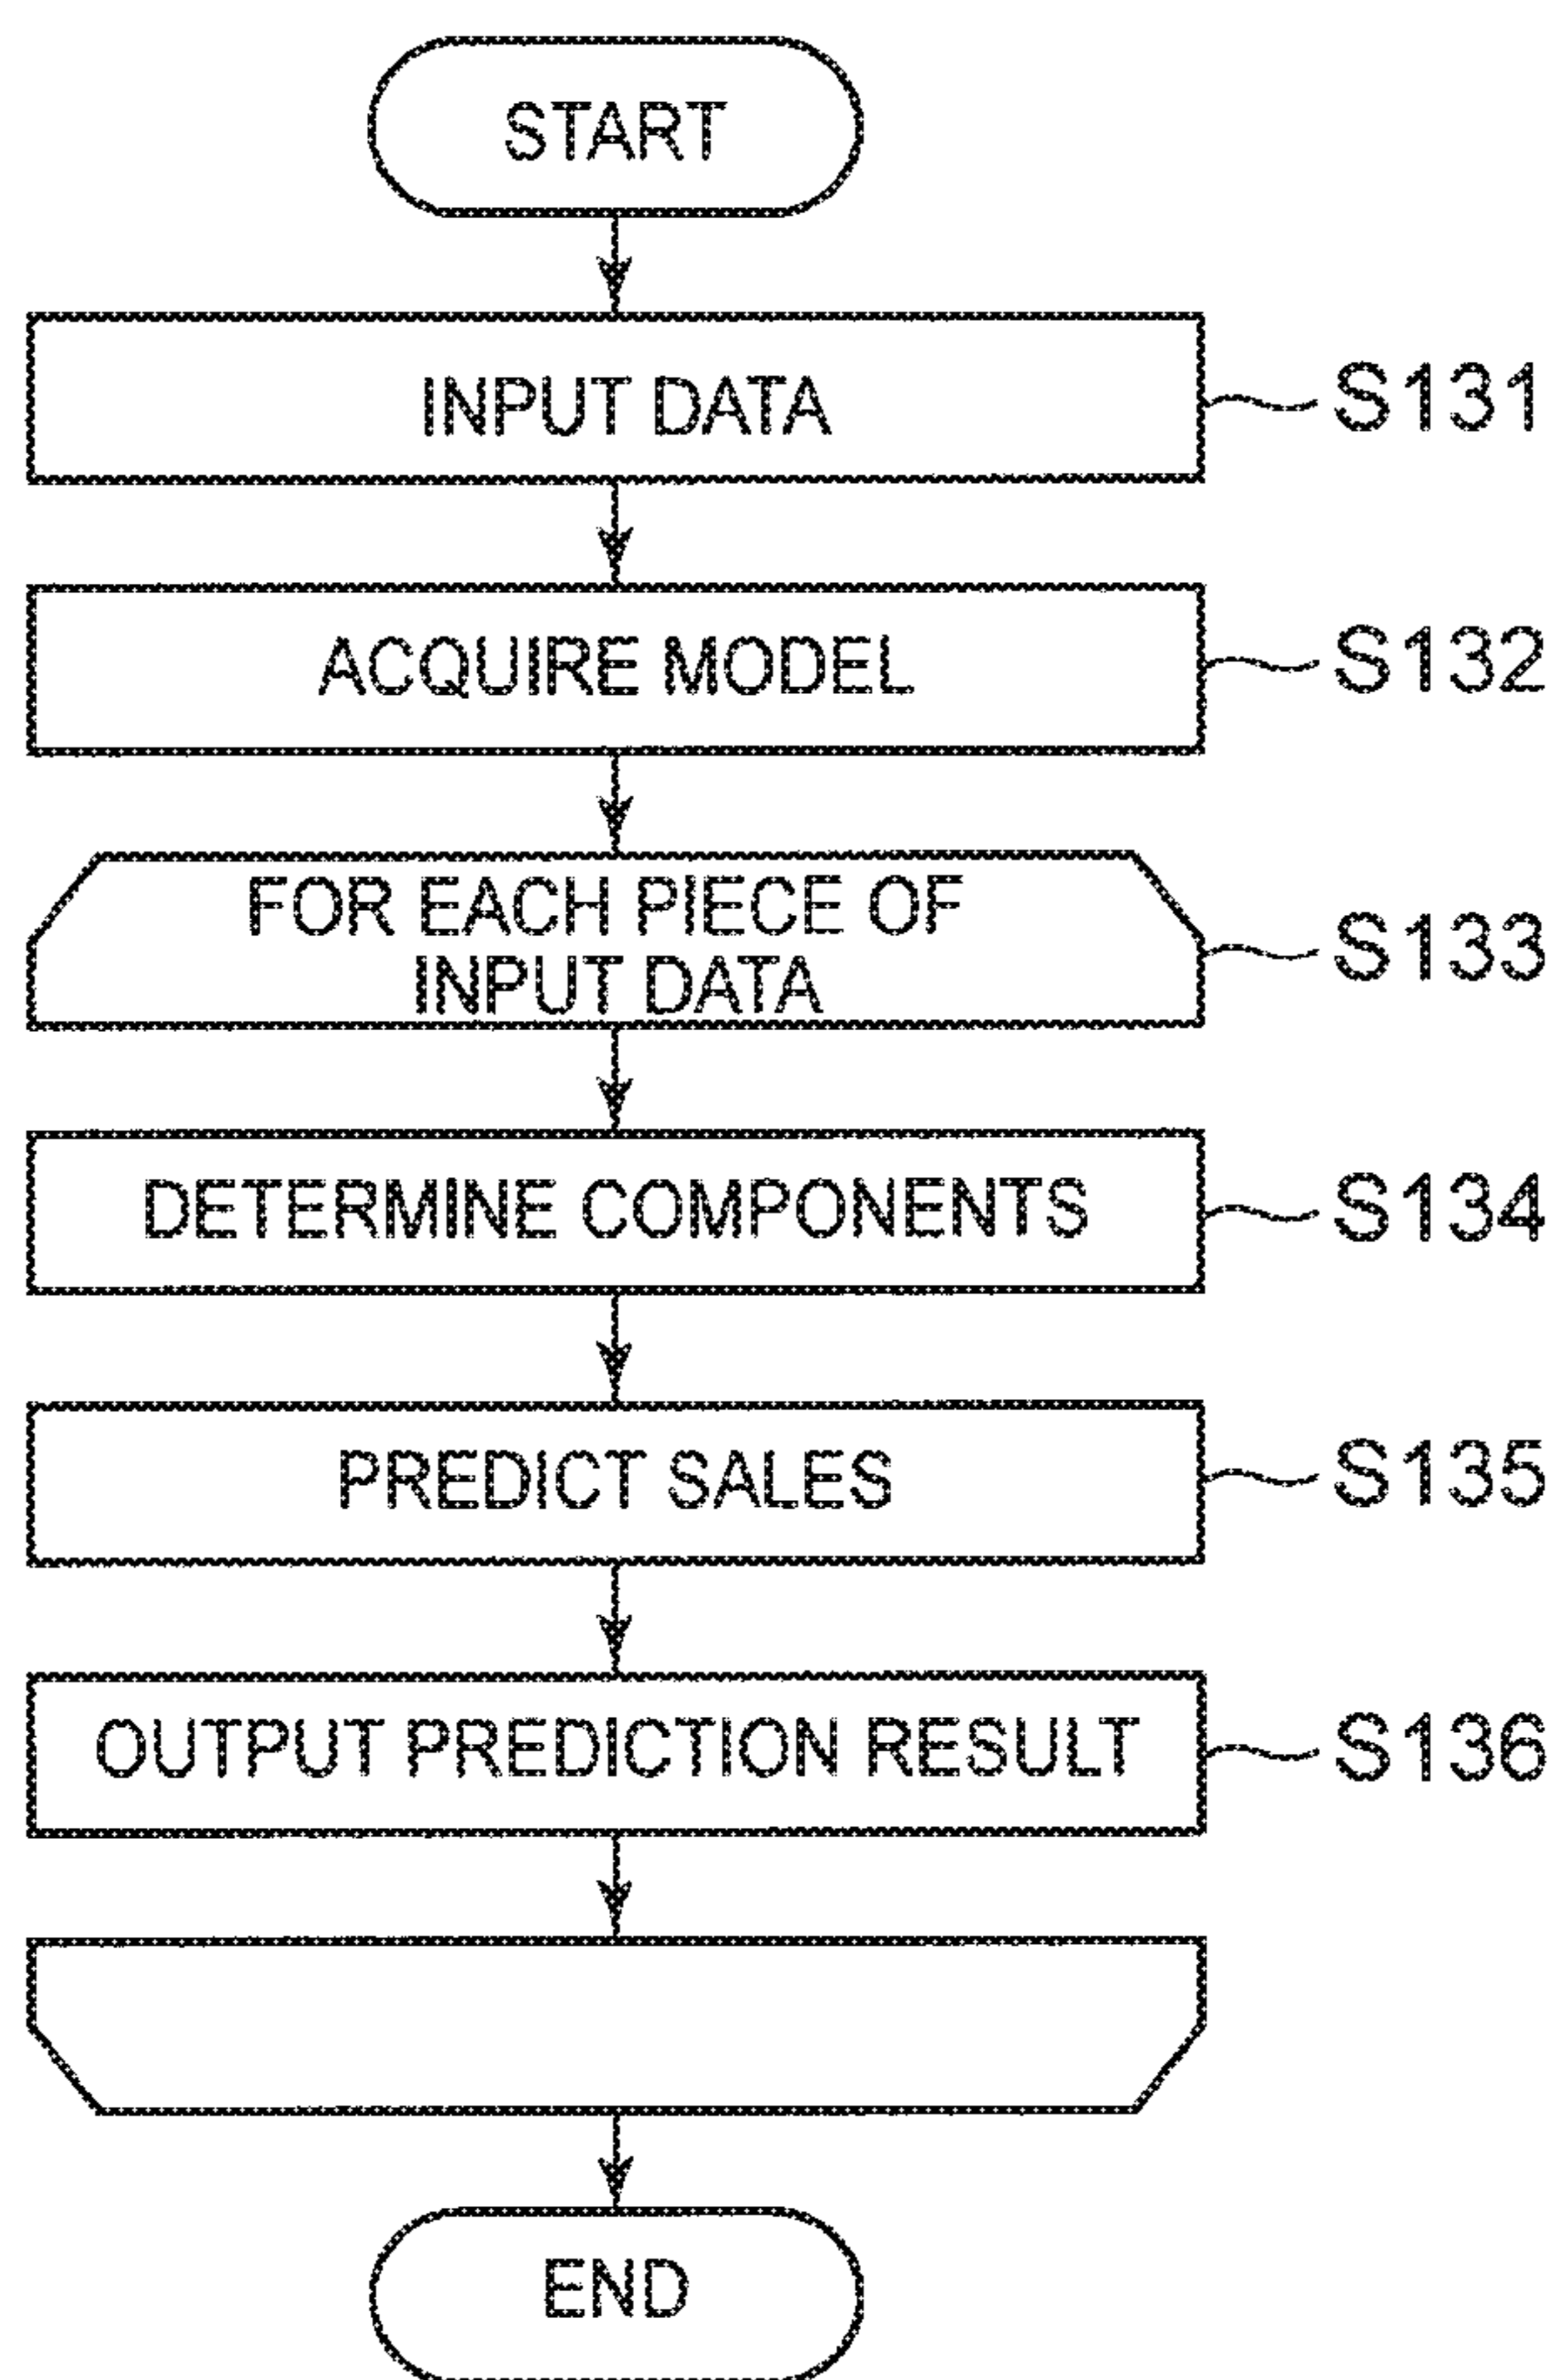 START
INPUT DATA
S131
ACQUIRE MODEL
S132
FOR EACH PIECE OF
INPUT DATA
S133
DETERMINE COMPONENTS
S134
PREDICT SALES
S135
OUTPUT PREDICTION RESULT
S136
END